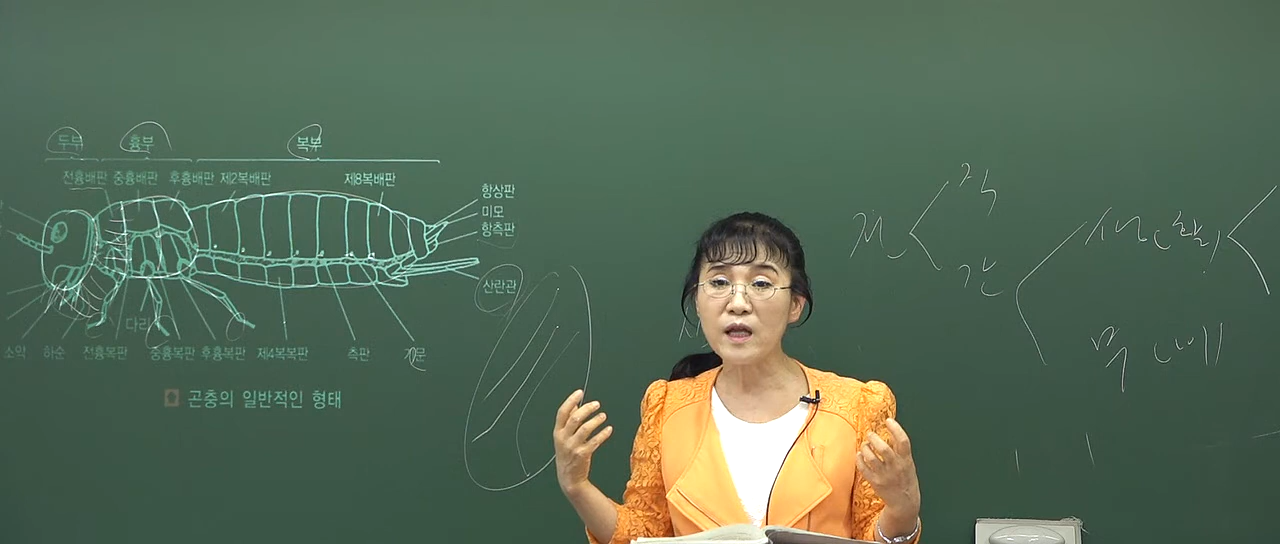 두부 흉부 복부
전흉배판 중흉배판 후흉배판 제2복배판 제8복배판
항상판
미모
항측판
산란관
다리
소악 하순 전흉복판 중흉복판 후흉복판 제4복복판 측판 기문
곤충의 일반적인 형태
직
간